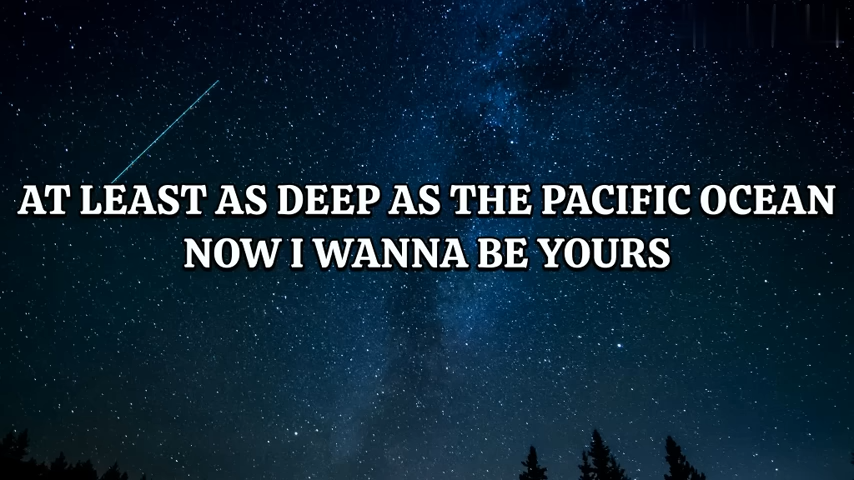 AT LEAST AS DEEP AS THE PACIFIC OCEAN
NOW I WANNA BE YOURS